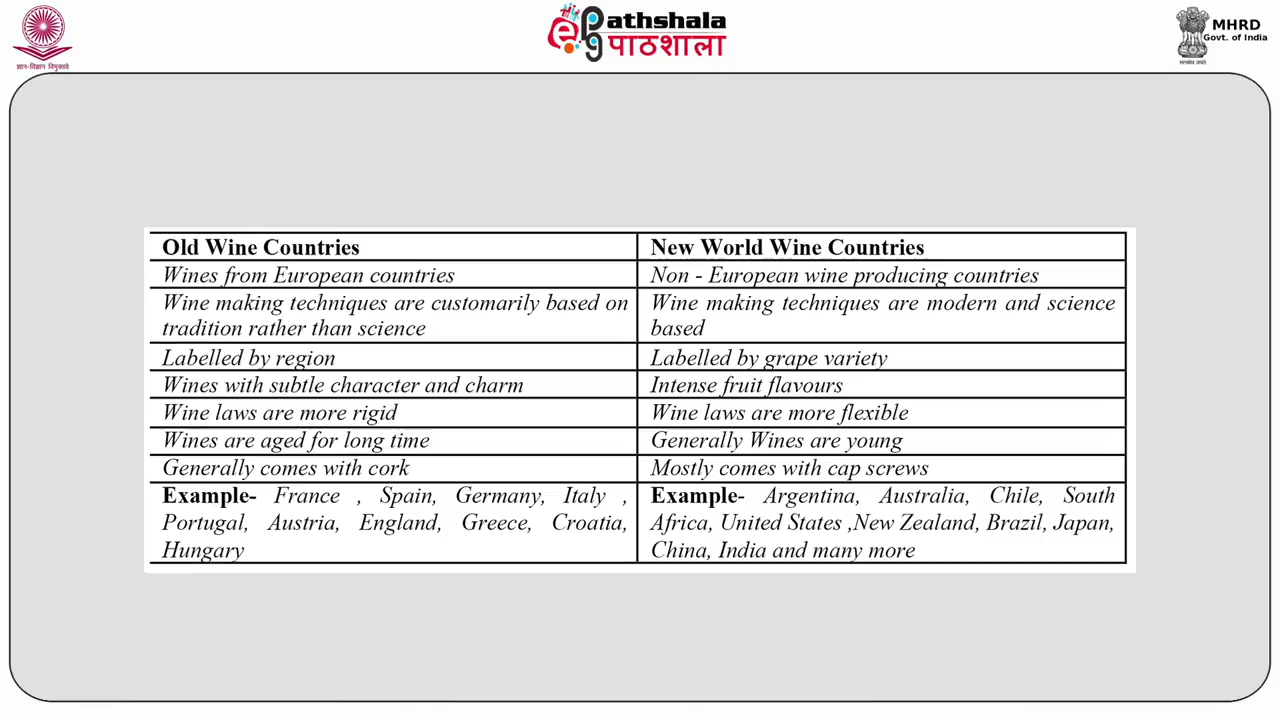 ज्ञान-विज्ञान विमुक्तये
ePathshala
पाठशाला
MHRD
Govt. of India
सत्यमेव जयते
Old Wine Countries
New World Wine Countries
Wines from European countries
Non - European wine producing countries
Wine making techniques are customarily based on
tradition rather than science
Wine making techniques are modern and science
based
Labelled by region
Labelled by grape variety
Wines with subtle character and charm
Intense fruit flavours
Wine laws are more rigid
Wine laws are more flexible
Wines are aged for long time
Generally Wines are young
Generally comes with cork
Mostly comes with cap screws
Example- France , Spain, Germany, Italy ,
Portugal, Austria, England, Greece, Croatia,
Hungary
Example- Argentina, Australia, Chile, South
Africa, United States ,New Zealand, Brazil, Japan,
China, India and many more